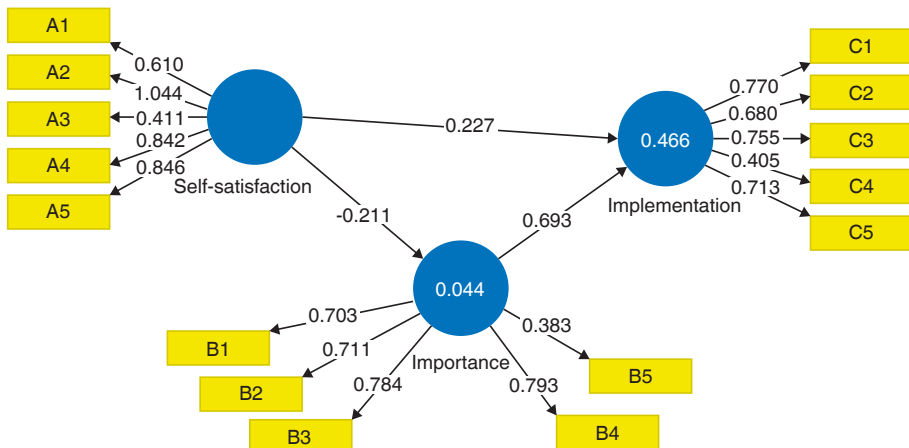 A1
A2
A3
A4
A5
0.610
1.044
0.411
0.842
0.846
Self-satisfaction
0.227
-0.211
0.693
0.466
Implementation
0.770
0.680
0.755
0.405
0.713
C1
C2
C3
C4
C5
0.044
Importance
0.703
0.711
0.784
0.793
0.383
B1
B2
B3
B4
B5